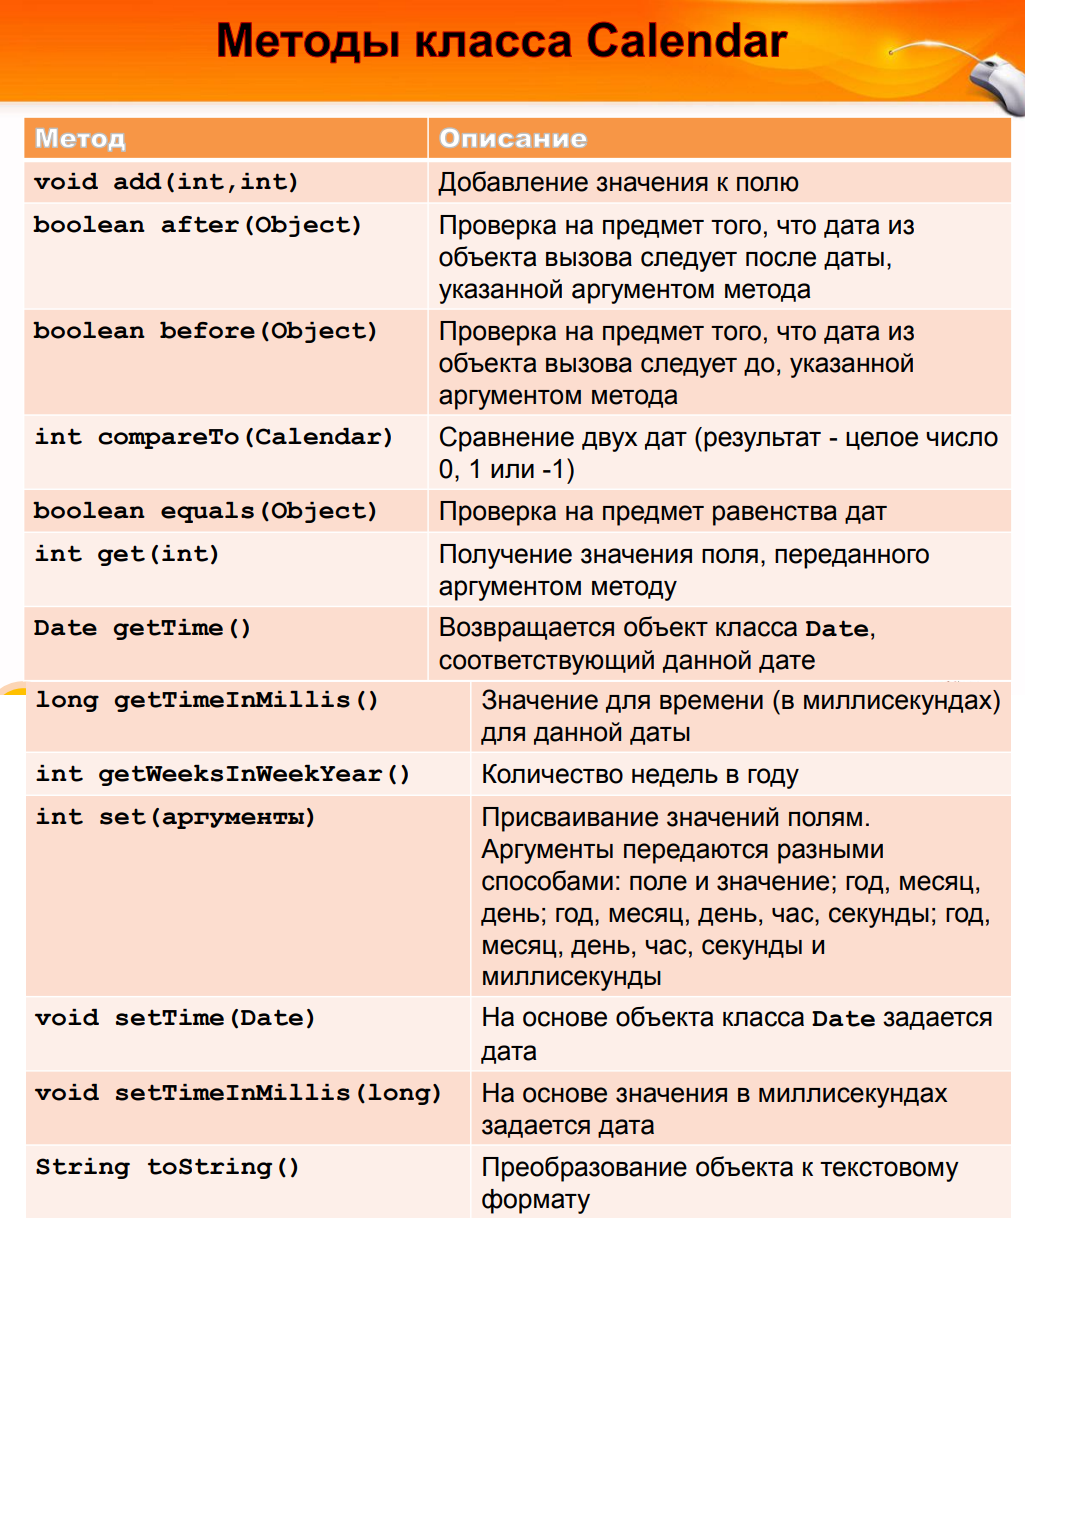 Методы класса Calendar
Метод Описание
void add(int,int) Добавление значения к полю
boolean after(Object) Проверка на предмет того, что дата из
объекта вызова следует после даты,
указанной аргументом метода
boolean before(Object) Проверка на предмет того, что дата из
объекта вызова следует до, указанной
аргументом метода
int compareTo(Calendar) Сравнение двух дат (результат - целое число
0, 1 или -1)
boolean equals(Object) Проверка на предмет равенства дат
int get(int) Получение значения поля, переданного
аргументом методу
Date getTime() Возвращается объект класса Date,
соответствующий данной дате
long getTimeInMillis() Значение для времени (в миллисекундах)
для данной даты
int getWeeksInWeekYear() Количество недель в году
int set(аргументы) Присваивание значений полям.
Аргументы передаются разными
способами: поле и значение; год, месяц,
день; год, месяц, день, час, секунды; год,
месяц, день, час, секунды и
миллисекунды
void setTime(Date) На основе объекта класса Date задается
дата
void setTimeInMillis(long) На основе значения в миллисекундах
задается дата
String toString() Преобразование объекта к текстовому
формату